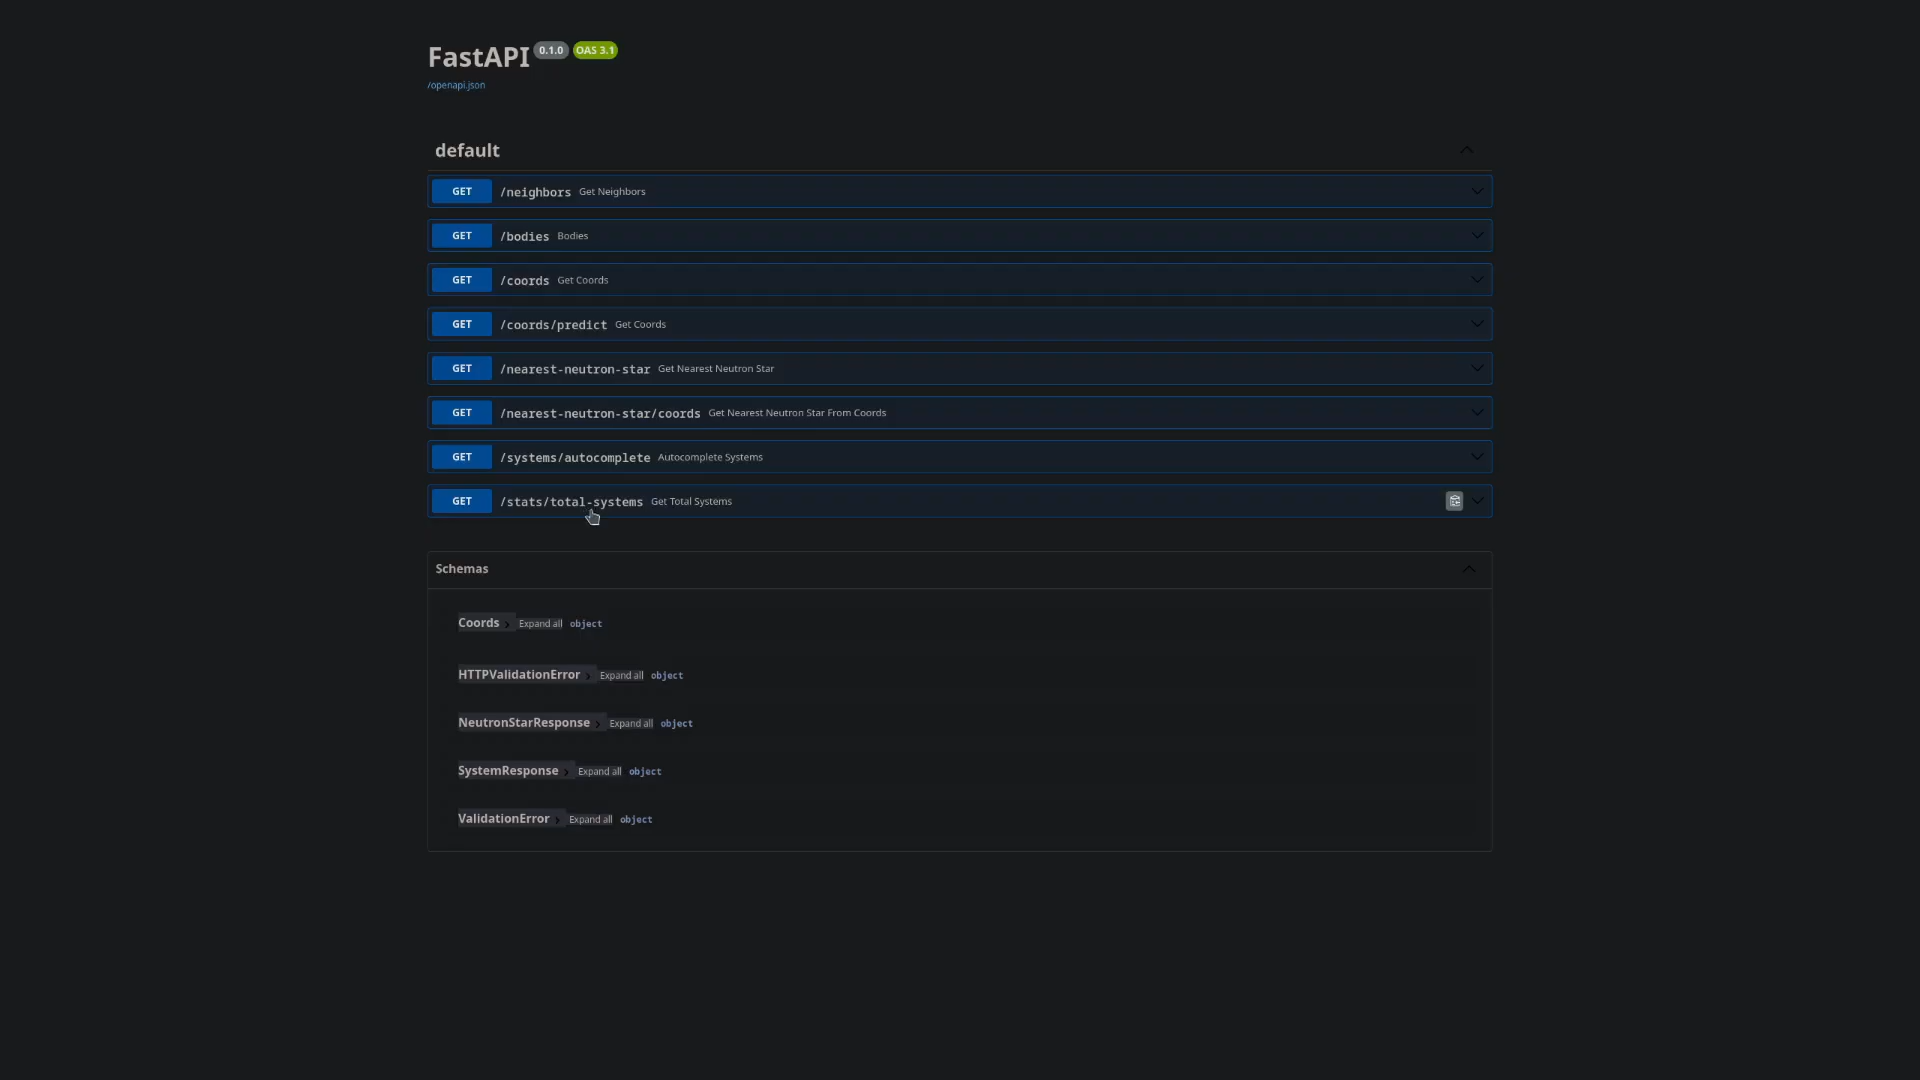 FastAPI 0.1.0 OAS 3.1
/openapi.json
default
GET /neighbors Get Neighbors
GET /bodies Bodies
GET /coords Get Coords
GET /coords/predict Get Coords
GET /nearest-neutron-star Get Nearest Neutron Star
GET /nearest-neutron-star/coords Get Nearest Neutron Star From Coords
GET /systems/autocomplete Autocomplete Systems
GET /stats/total-systems Get Total Systems
Schemas
Coords Expand all object
HTTPValidationError Expand all object
NeutronStarResponse Expand all object
SystemResponse Expand all object
ValidationError Expand all object